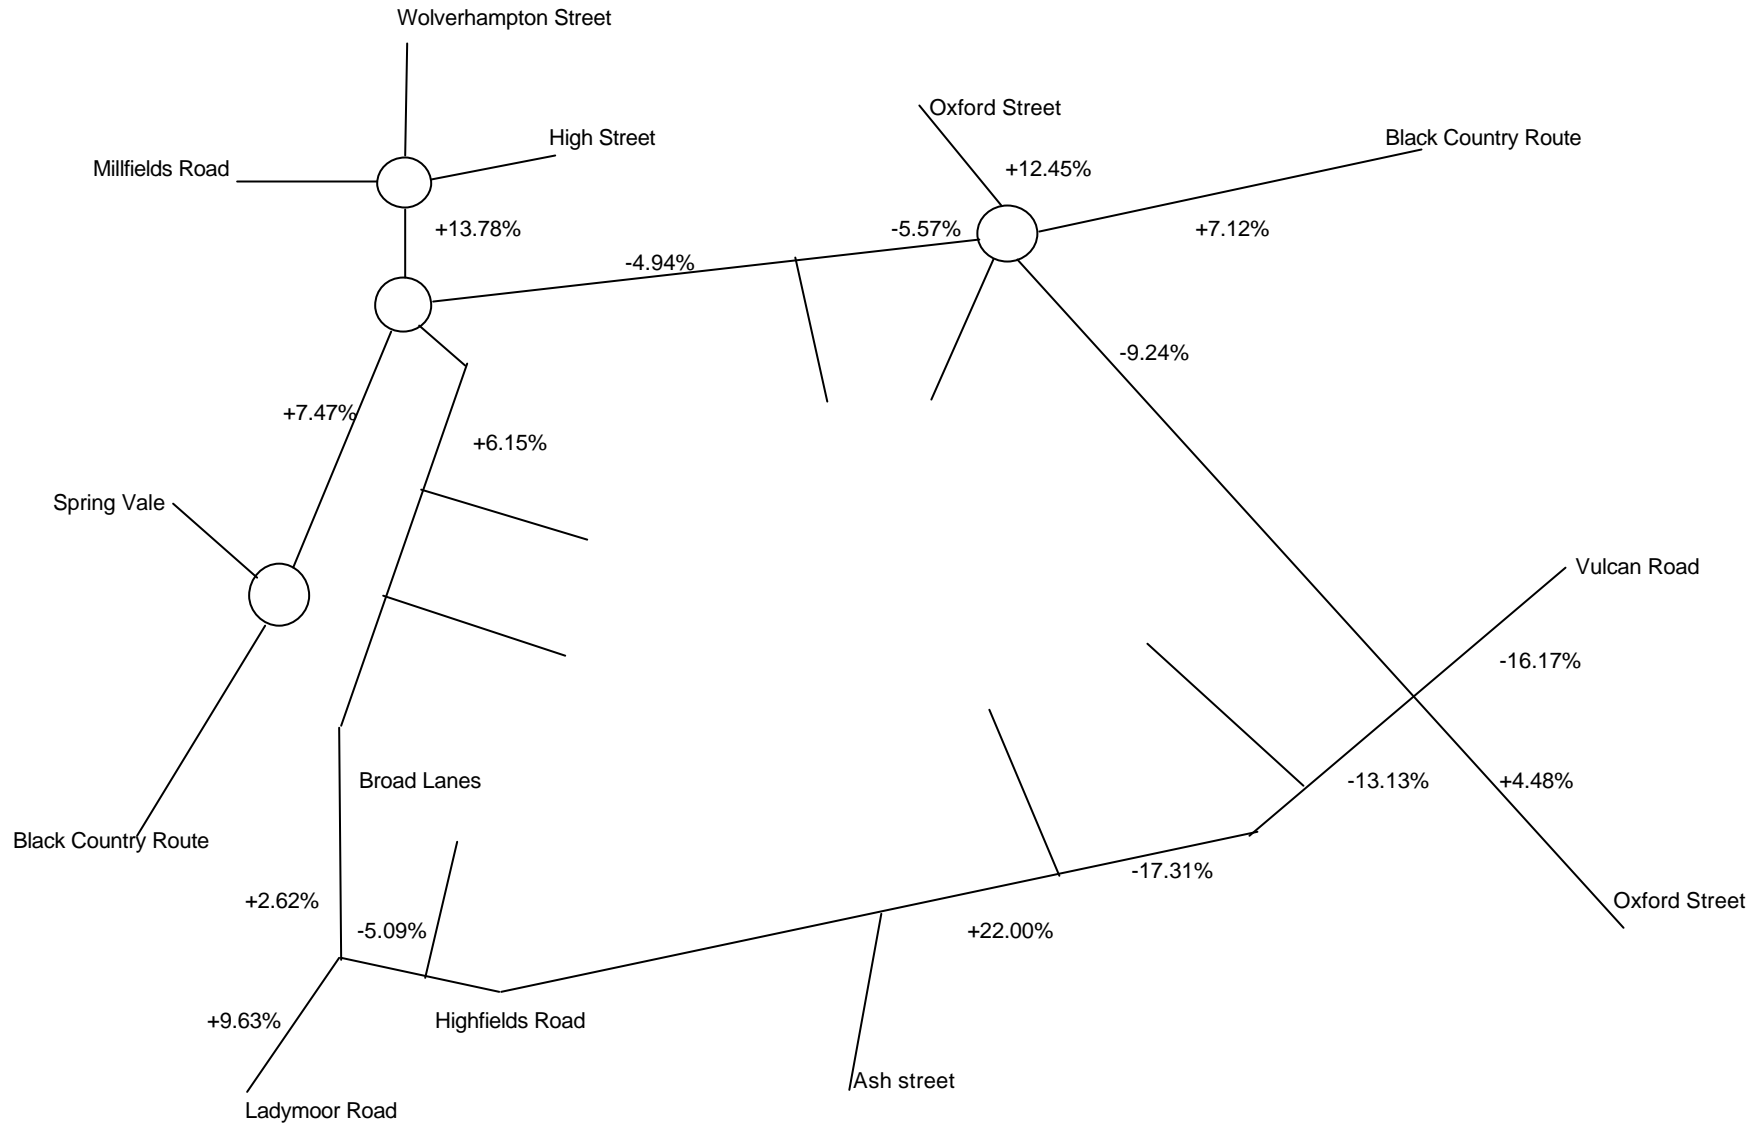 Wolverhampton Street
Oxford Street
High Street
Black Country Route
Millfields Road
+12.45%
+13.78%
-5.57%
+7.12%
-4.94%
-9.24%
+7.47%
+6.15%
Spring Vale
Vulcan Road
-16.17%
Broad Lanes
-13.13%
+4.48%
Black Country Route
-17.31%
+2.62%
Oxford Street
-5.09%
+22.00%
+9.63%
Highfields Road
Ash street
Ladymoor Road